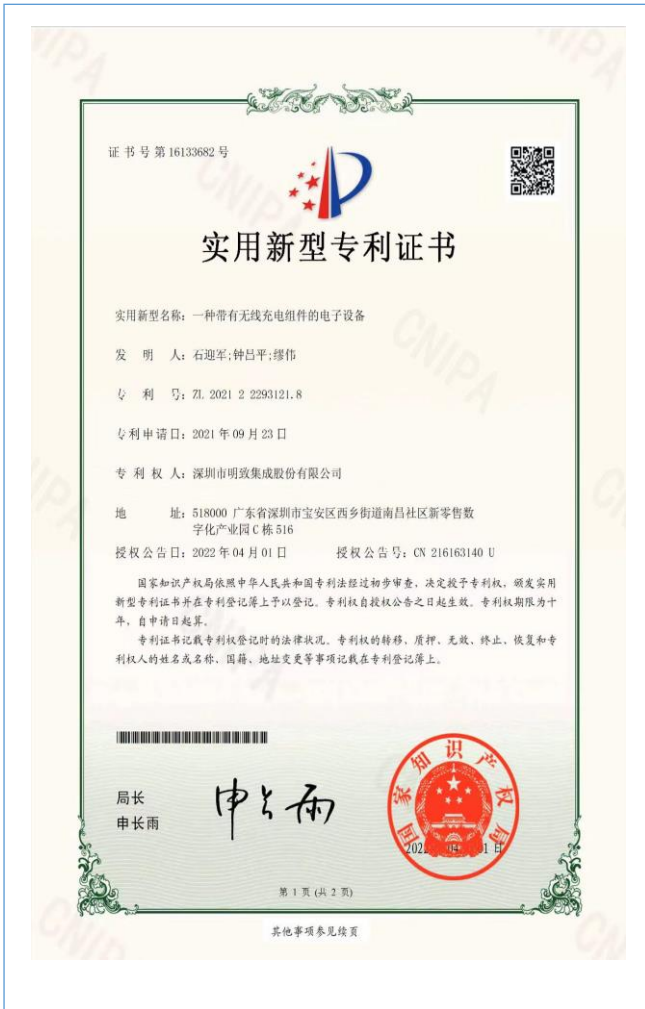 证书号第16133682号
实用新型专利证书
实用新型名称：一种带有无线充电组件的电子设备
发 明 人：石迎军;钟吕平;缪伟
专 利 号：ZL 2021 2 2293121.8
专利申请日：2021年09月23日
专 利 权 人：深圳市明致集成股份有限公司
地 址：518000 广东省深圳市宝安区西乡街道南昌社区新零售数
字化产业园C栋516
授权公告日：2022年04月01日 授权公告号：CN 216163140 U
国家知识产权局依照中华人民共和国专利法经过初步审查，决定授予专利权，颁发实用
新型专利证书并在专利登记簿上予以登记。专利权自授权公告之日起生效。专利权期限为十
年，自申请日起算。
专利证书记载专利权登记时的法律状况。专利权的转移、质押、无效、终止、恢复和专
利权人的姓名或名称、国籍、地址变更等事项记载在专利登记簿上。
局长
申长雨
申长雨
国家知识产权局
2022年04月01日
第 1 页 (共 2 页)
其他事项参见续页
CNIPA
CNIPA
CNIPA
CNIPA